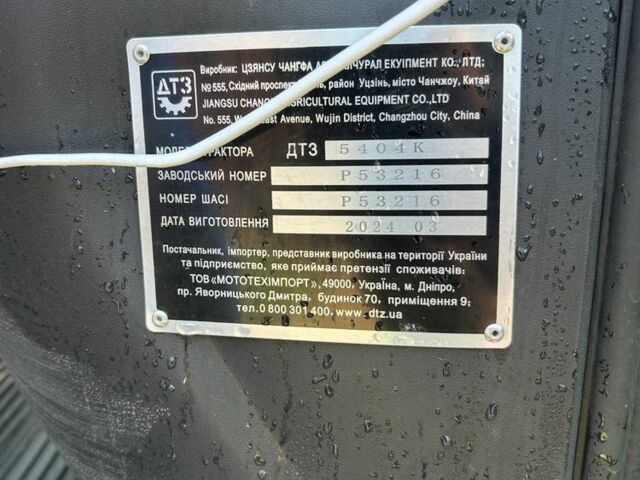 ДТЗ
Виробник: ЦЗЯНСУ ЧАНГФА ЕКУІПМЕНТ КО., ЛТД;
№ 555, Східний район Уцзінь, місто Чанчжоу, Китай
JIANGSU AGRICULTURAL EQUIPMENT CO.,LTD
No. 555, East Avenue, Wujin District, Changzhou City, China
МОДЕЛЬ ТРАКТОРА ДТЗ 5404K
ЗАВОДСЬКИЙ НОМЕР P53216
НОМЕР ШАСІ P53216
ДАТА ВИГОТОВЛЕННЯ 2024 03
Постачальник, імпортер, представник виробника на території України
та підприємство, яке приймає претензії споживачів:
ТОВ «МОТОТЕХІМПОРТ», 49000, Україна, м. Дніпро,
пр. Яворницького Дмитра, будинок 70, приміщення 9;
тел. 0 800 301 400, www. dtz.ua